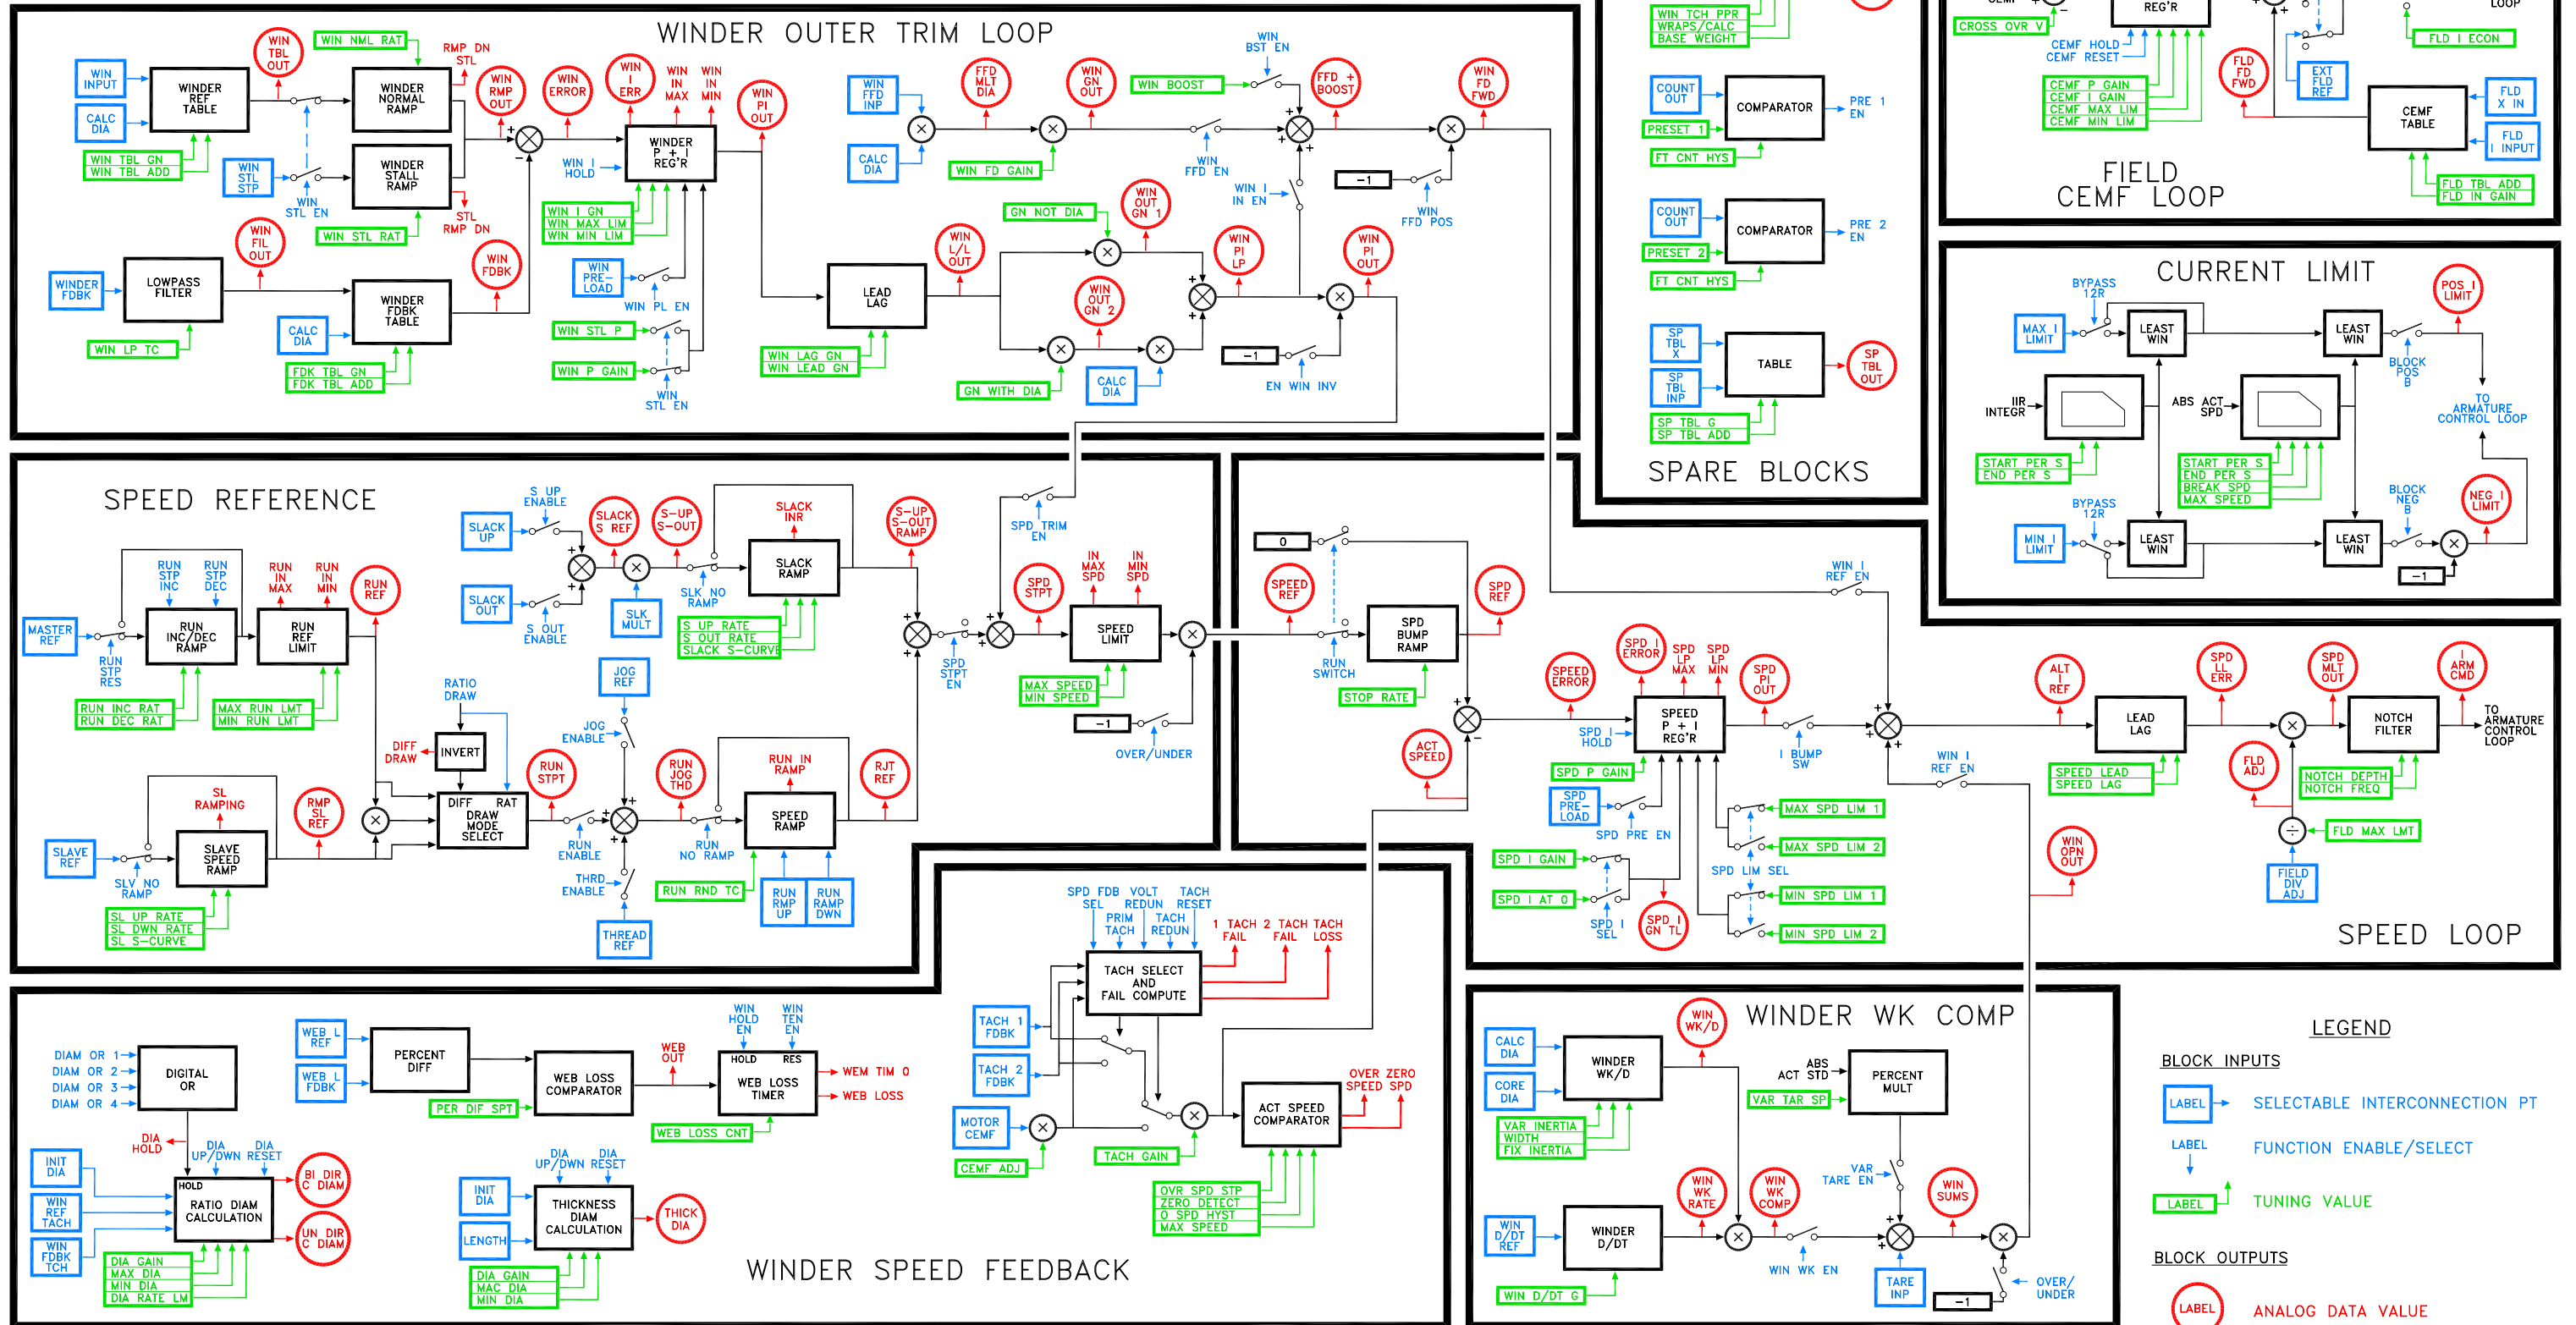 WINDER OUTER TRIM LOOP
WIN
INPUT
CALC
DIA
WINDER
REF
TABLE
WIN TBL GN
WIN TBL ADD
WIN
TBL
OUT
WIN NML RAT
RMP DN
STL
WINDER
NORMAL
RAMP
WIN
STL
STP
WIN
STL EN
WINDER
STALL
RAMP
STL
RMP DN
WIN STL RAT
WIN
RMP
OUT
WIN
ERROR
WIN
I
ERR
WIN
IN
MAX
WIN
IN
MIN
WIN
PI
OUT
WIN I
HOLD
WINDER
P + I
REG'R
WIN I GN
WIN MAX LIM
WIN MIN LIM
WIN
PRE-
LOAD
WIN PL EN
WIN STL P
WIN P GAIN
WIN
STL EN
WINDER
FDBK
LOWPASS
FILTER
WIN LP TC
WIN
FIL
OUT
CALC
DIA
WINDER
FDBK
TABLE
FDK TBL GN
FDK TBL ADD
WIN
FDBK
WIN
FFD
INP
CALC
DIA
FFD
MLT
DIA
WIN
GN
OUT
WIN FD GAIN
WIN BOOST
WIN
BST EN
WIN
FFD EN
FFD +
BOOST
WIN
FD
FWD
-1
WIN
FFD POS
WIN I
IN EN
LEAD
LAG
WIN LAG GN
WIN LEAD GN
WIN
L/L
OUT
GN NOT DIA
WIN
OUT
GN 1
WIN
OUT
GN 2
GN WITH DIA
CALC
DIA
WIN
PI
LP
WIN
PI
OUT
-1
EN WIN INV
WIN TCH PPR
WRAPS/CALC
BASE WEIGHT
COUNT
OUT
COMPARATOR
PRE 1
EN
PRESET 1
FT CNT HYS
COUNT
OUT
COMPARATOR
PRE 2
EN
PRESET 2
FT CNT HYS
SP
TBL
X
SP
TBL
INP
TABLE
SP
TBL
OUT
SP TBL G
SP TBL ADD
SPARE BLOCKS
CROSS OVR V
REG'R
CEMF HOLD
CEMF RESET
CEMF P GAIN
CEMF I GAIN
CEMF MAX LIM
CEMF MIN LIM
FLD
FD
FWD
EXT
FLD
REF
LOOP
FLD I ECON
CEMF
TABLE
FLD
X IN
FLD
I INPUT
FLD TBL ADD
FLD IN GAIN
FIELD
CEMF LOOP
CURRENT LIMIT
BYPASS
12R
MAX I
LIMIT
LEAST
WIN
LEAST
WIN
BLOCK
POS
B
POS I
LIMIT
TO
ARMATURE
CONTROL LOOP
IIR
INTEGR
START PER S
END PER S
ABS ACT
SPD
START PER S
END PER S
BREAK SPD
MAX SPEED
BYPASS
12R
MIN I
LIMIT
LEAST
WIN
LEAST
WIN
BLOCK
NEG
B
NEG I
LIMIT
-1
SPEED REFERENCE
MASTER
REF
RUN
STP
RES
RUN
STP
INC
RUN
STP
DEC
RUN
INC/DEC
RAMP
RUN INC RAT
RUN DEC RAT
RUN
IN
MAX
RUN
IN
MIN
RUN
REF
LIMIT
RUN
REF
MAX RUN LMT
MIN RUN LMT
SLAVE
REF
SLV NO
RAMP
SL
RAMPING
SLAVE
SPEED
RAMP
SL UP RATE
SL DWN RATE
SL S-CURVE
RMP
SL
REF
RATIO
DRAW
DIFF
DRAW
INVERT
DIFF RAT
DRAW
MODE
SELECT
RUN
STPT
RUN
ENABLE
JOG
REF
JOG
ENABLE
THRD
ENABLE
THREAD
REF
S UP
ENABLE
SLACK
UP
SLACK
OUT
S OUT
ENABLE
SLACK
S REF
SLK
MULT
S-UP
S-OUT
SLK NO
RAMP
SLACK
INR
SLACK
RAMP
S UP RATE
S OUT RATE
SLACK S-CURVE
S-UP
S-OUT
RAMP
RUN
JOG
THD
RUN
NO RAMP
RUN IN
RAMP
SPEED
RAMP
RUN RND TC
RUN
RMP
UP
RUN
RAMP
DWN
RJT
REF
SPD
STPT
EN
SPD TRIM
EN
SPD
STPT
IN
MAX
SPD
IN
MIN
SPD
SPEED
LIMIT
MAX SPEED
MIN SPEED
-1
OVER/UNDER
0
SPEED
REF
RUN
SWITCH
SPD
BUMP
RAMP
STOP RATE
SPD
REF
ACT
SPEED
SPEED
ERROR
SPD I
ERROR
SPD
LP
MAX
SPD
LP
MIN
SPD
PI
OUT
SPD I
HOLD
SPEED
P + I
REG'R
SPD P GAIN
SPD
PRE-
LOAD
SPD PRE EN
SPD I GAIN
SPD I AT 0
SPD I
SEL
SPD I
GN TL
MAX SPD LIM 1
MAX SPD LIM 2
SPD LIM SEL
MIN SPD LIM 1
MIN SPD LIM 2
I BUMP
SW
WIN I
REF EN
WIN I
REF EN
ALT
I
REF
WIN
OPN
OUT
LEAD
LAG
SPEED LEAD
SPEED LAG
SPD
LL
ERR
FLD
ADJ
FLD MAX LMT
FIELD
DIV
ADJ
SPD
MLT
OUT
NOTCH
FILTER
NOTCH DEPTH
NOTCH FREQ
I
ARM
CMD
TO
ARMATURE
CONTROL
LOOP
SPEED LOOP
DIAM OR 1
DIAM OR 2
DIAM OR 3
DIAM OR 4
DIGITAL
OR
DIA
HOLD
DIA
UP/DWN
DIA
RESET
INIT
DIA
WIN
REF
TACH
WIN
FDBK
TCH
HOLD
RATIO DIAM
CALCULATION
BI DIR
C DIAM
UN DIR
C DIAM
DIA GAIN
MAX DIA
MIN DIA
DIA RATE LM
WEB L
REF
WEB L
FDBK
PERCENT
DIFF
PER DIF SPT
WEB LOSS
COMPARATOR
WEB
OUT
WIN
HOLD
EN
WIN
TEN
EN
HOLD RES
WEB LOSS
TIMER
WEM TIM O
WEB LOSS
WEB LOSS CNT
INIT
DIA
LENGTH
DIA
UP/DWN
DIA
RESET
THICKNESS
DIAM
CALCULATION
THICK
DIA
DIA GAIN
MAC DIA
MIN DIA
WINDER SPEED FEEDBACK
SPD FDB
SEL
PRIM
TACH
VOLT
REDUN
TACH
REDUN
TACH
RESET
1 TACH
FAIL
2 TACH
FAIL
TACH
LOSS
TACH SELECT
AND
FAIL COMPUTE
TACH 1
FDBK
TACH 2
FDBK
MOTOR
CEMF
CEMF ADJ
TACH GAIN
ACT SPEED
COMPARATOR
OVER
SPEED
ZERO
SPD
OVR SPD STP
ZERO DETECT
O SPD HYST
MAX SPEED
WINDER WK COMP
CALC
DIA
CORE
DIA
WINDER
WK/D
VAR INERTIA
WIDTH
FIX INERTIA
WIN
WK/D
ABS
ACT STD
VAR TAR SP
PERCENT
MULT
VAR
TARE EN
WIN
D/DT
REF
WINDER
D/DT
WIN D/DT G
WIN
WK
RATE
WIN
WK
COMP
WIN WK EN
TARE
INP
WIN
SUMS
-1
OVER/
UNDER
LEGEND
BLOCK INPUTS
LABEL
SELECTABLE INTERCONNECTION PT
LABEL
FUNCTION ENABLE/SELECT
LABEL
TUNING VALUE
BLOCK OUTPUTS
LABEL
ANALOG DATA VALUE